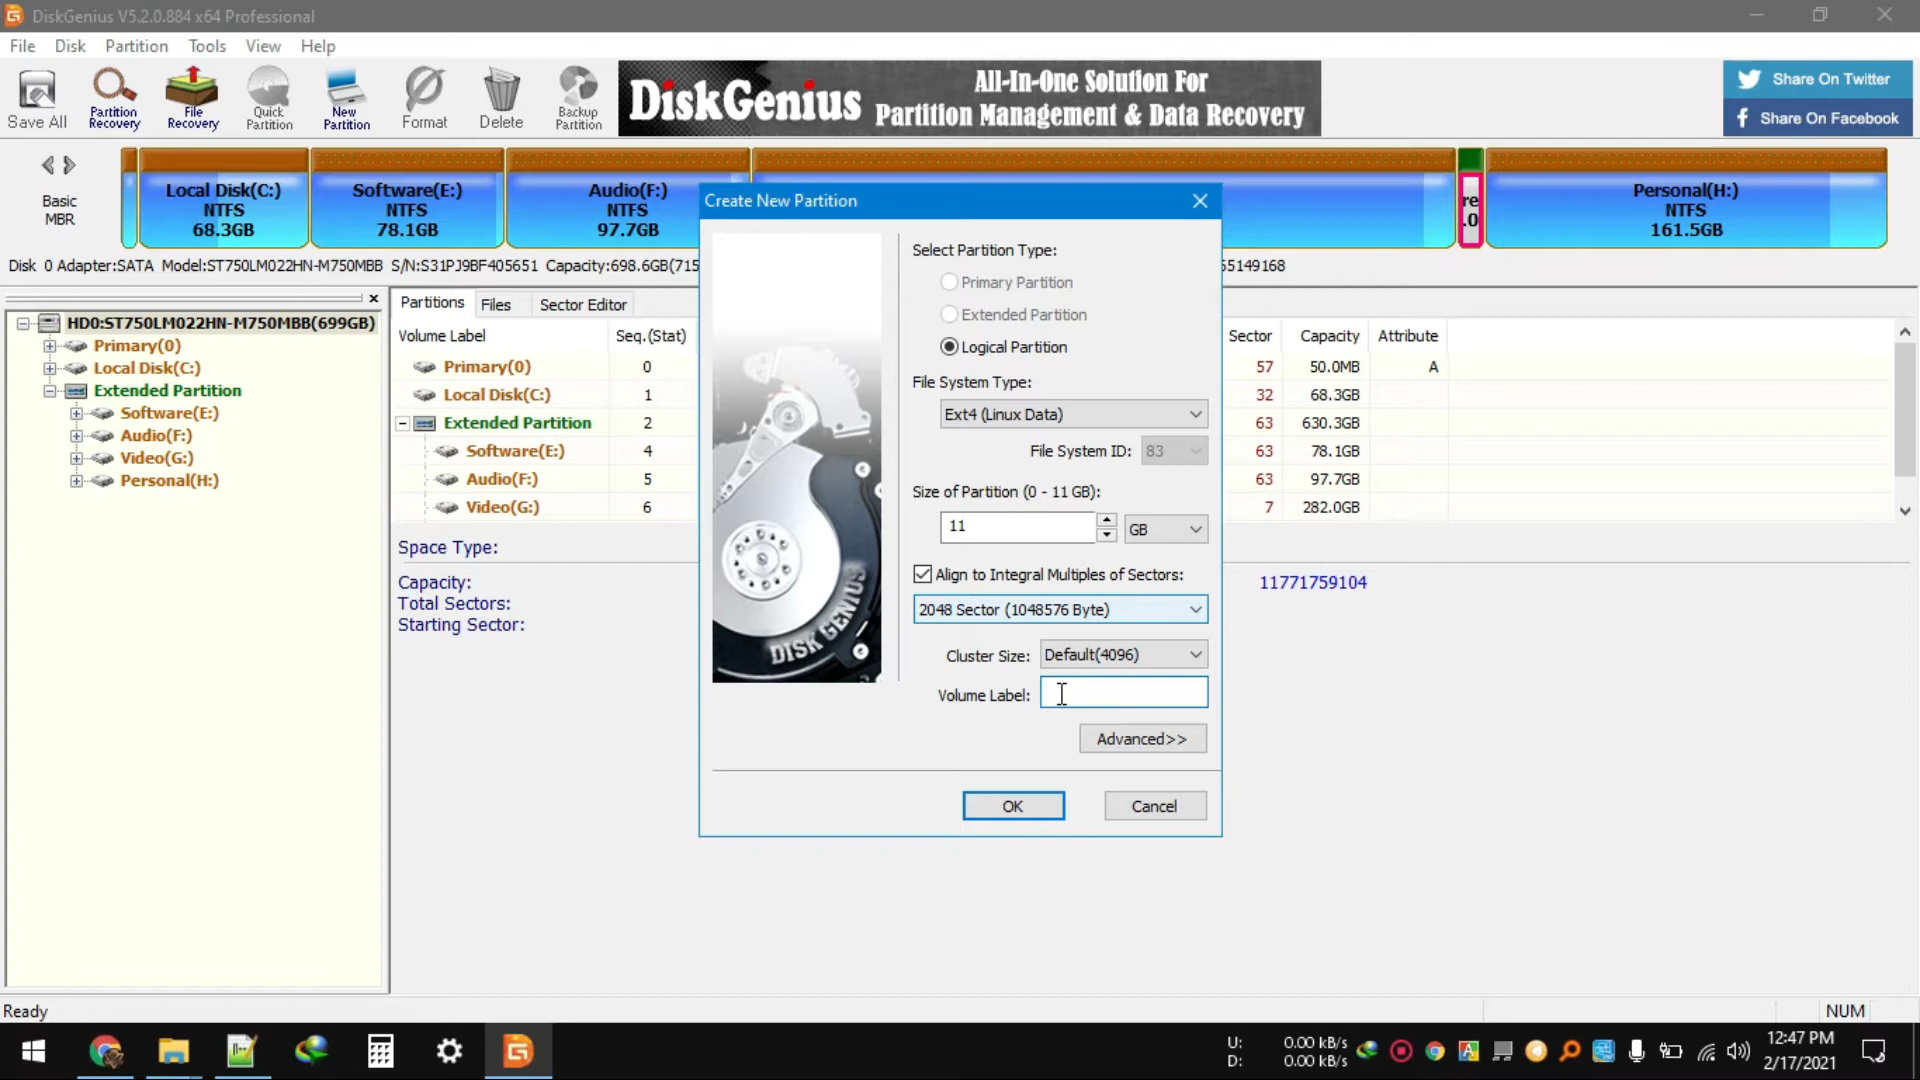 DiskGenius V5.2.0.884 x64 Professional
File Disk Partition Tools View Help
Save All
Partition Recovery
File Recovery
Quick Partition
New Partition
Format
Delete
Backup Partition
DiskGenius
All-In-One Solution For
Partition Management & Data Recovery
Share On Twitter
Share On Facebook
Basic
MBR
Local Disk(C:)
NTFS
68.3GB
Software(E:)
NTFS
78.1GB
Audio(F:)
NTFS
97.7GB
re
.0
Personal(H:)
NTFS
161.5GB
Disk 0 Adapter:SATA Model:ST750LM022HN-M750MBB S/N:S31PJ9BF405651 Capacity:698.6GB(715
55149168
HD0:ST750LM022HN-M750MBB(699GB)
Primary(0)
Local Disk(C:)
Extended Partition
Software(E:)
Audio(F:)
Video(G:)
Personal(H:)
Partitions Files Sector Editor
Volume Label Seq.(Stat) Sector Capacity Attribute
Primary(0) 0 57 50.0MB A
Local Disk(C:) 1 32 68.3GB
Extended Partition 2 63 630.3GB
Software(E:) 4 63 78.1GB
Audio(F:) 5 63 97.7GB
Video(G:) 6 7 282.0GB
Space Type:
Capacity: 11771759104
Total Sectors:
Starting Sector:
Create New Partition
Select Partition Type:
Primary Partition
Extended Partition
Logical Partition
File System Type:
Ext4 (Linux Data)
File System ID: 83
Size of Partition (0 - 11 GB):
11 GB
Align to Integral Multiples of Sectors:
2048 Sector (1048576 Byte)
Cluster Size: Default(4096)
Volume Label:
Advanced>>
OK Cancel
DISK GENIUS
DISK GENIUS
Ready
NUM
U: 0.00 kB/s
D: 0.00 kB/s
12:47 PM
2/17/2021